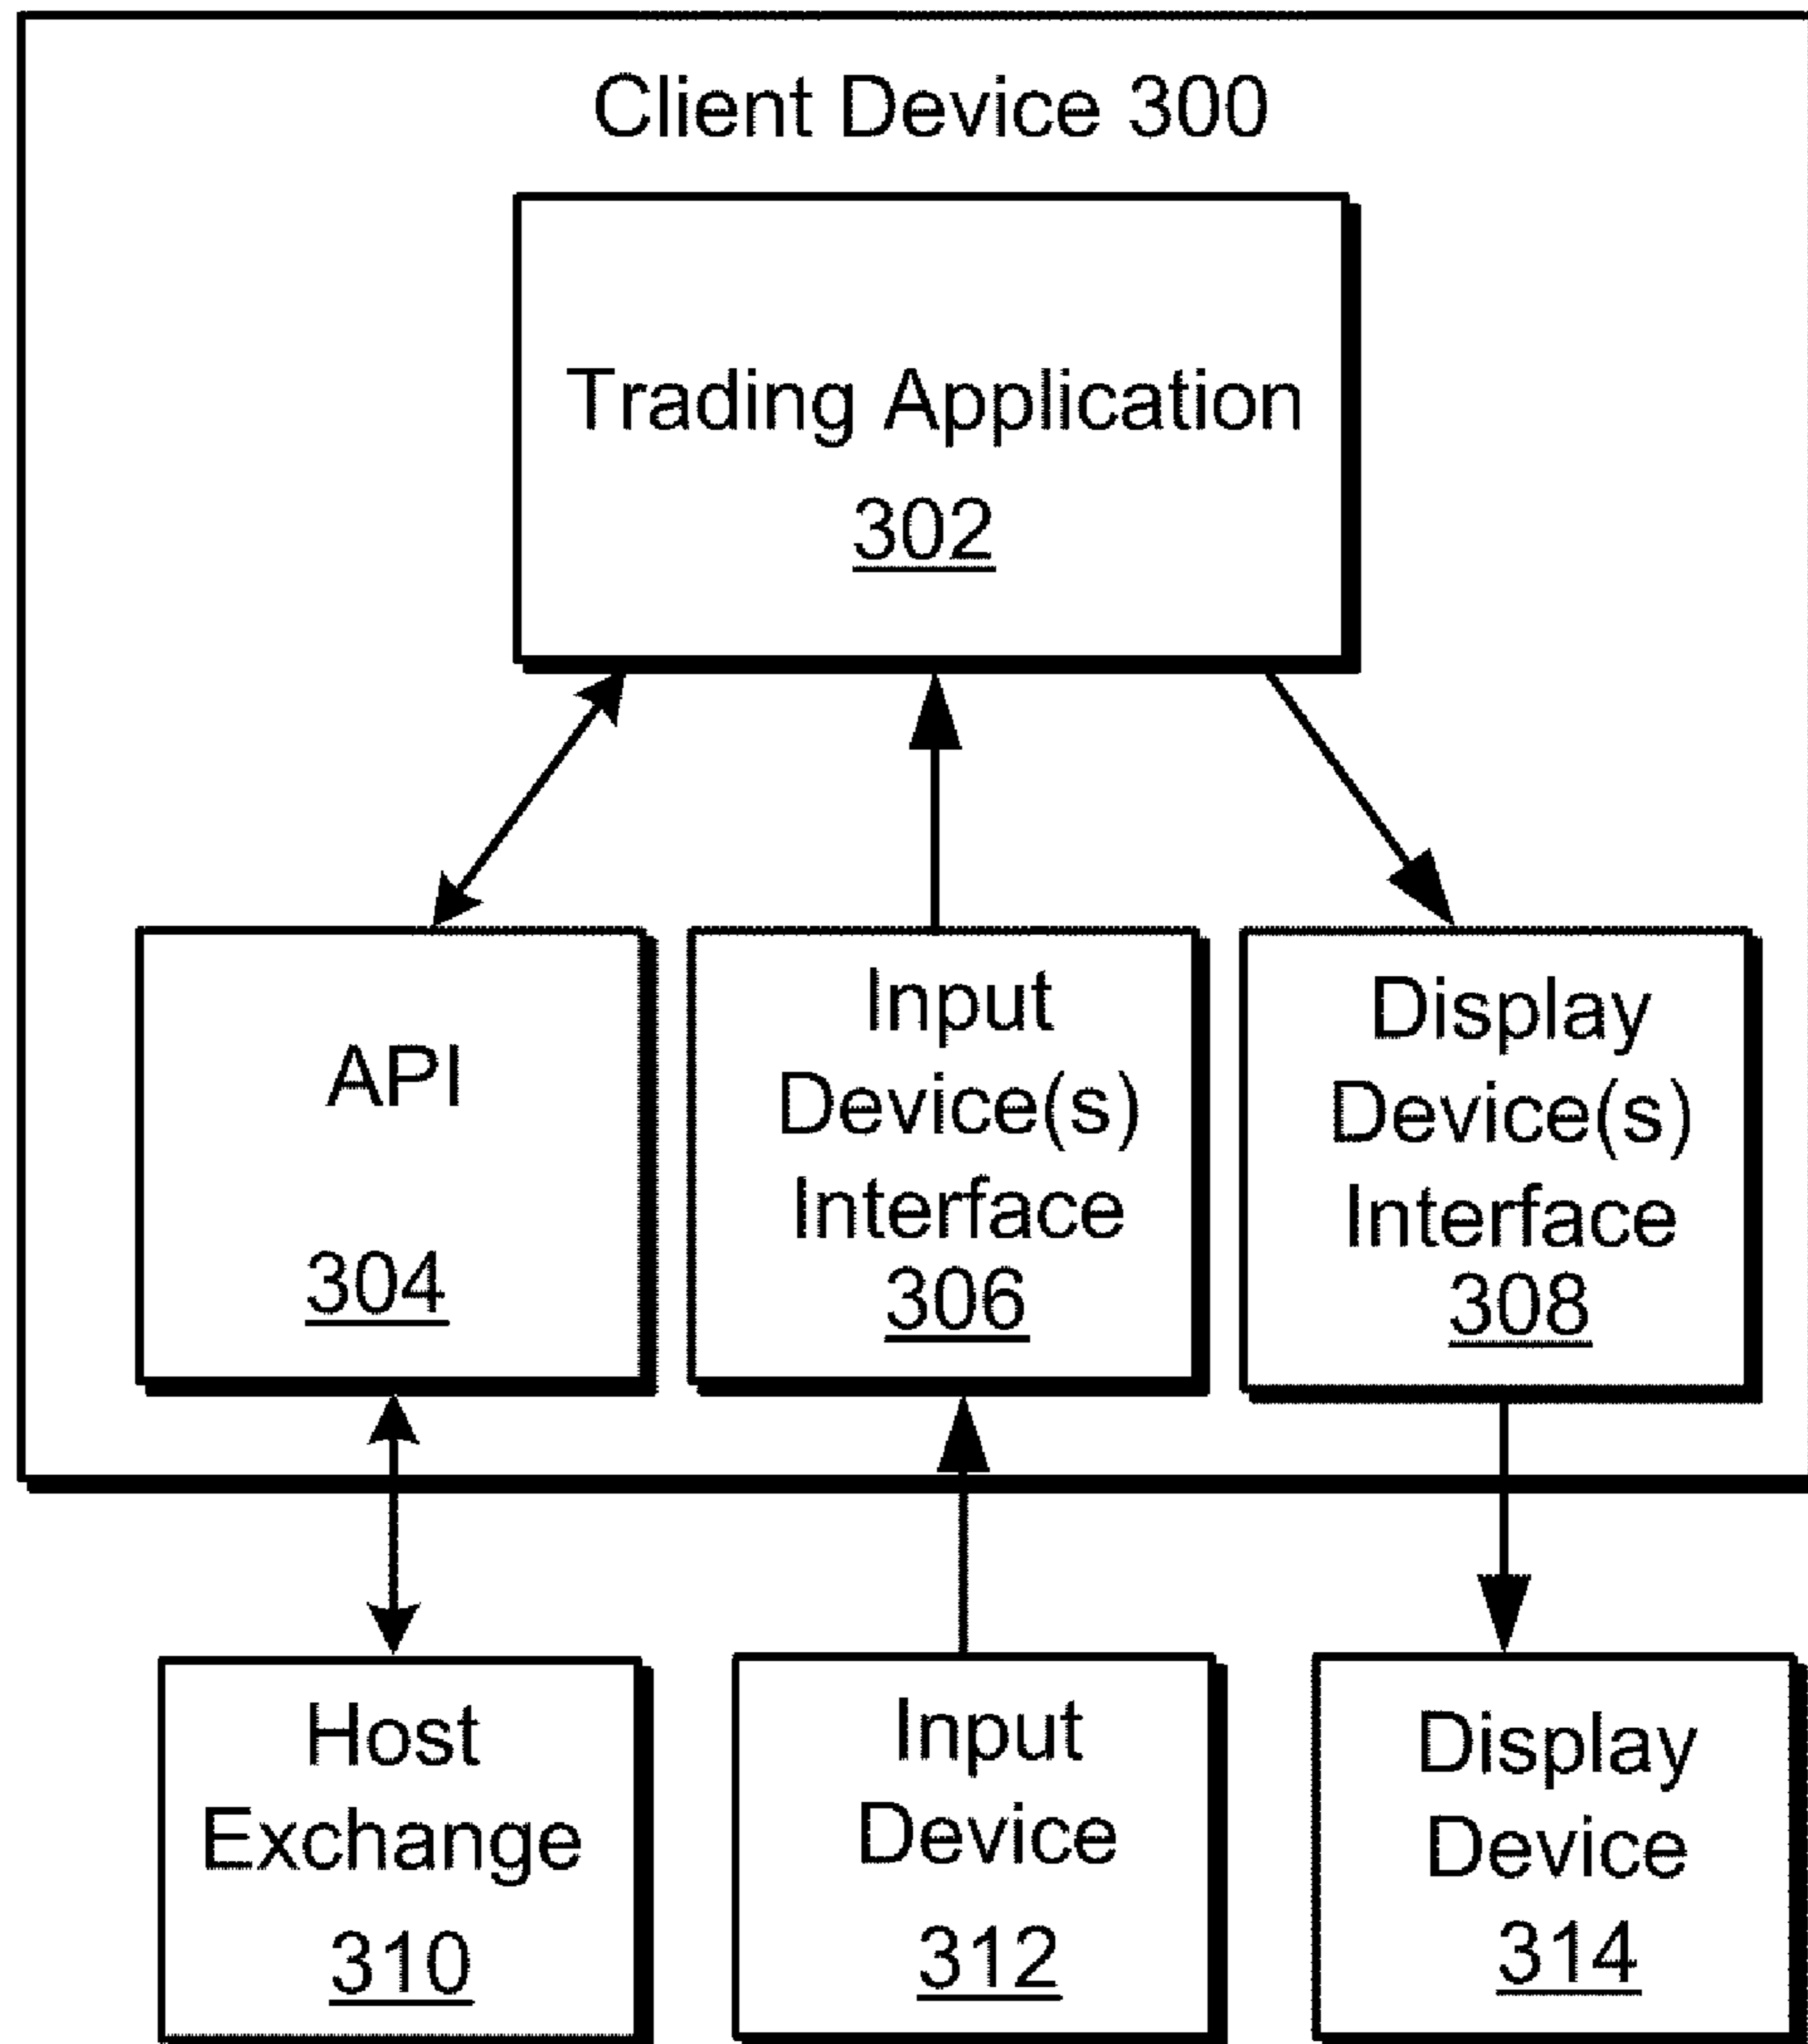 Client Device 300
Trading Application
302
API
304
Input
Device(s)
Interface
306
Display
Device(s)
Interface
308
Host
Exchange
310
Input
Device
312
Display
Device
314